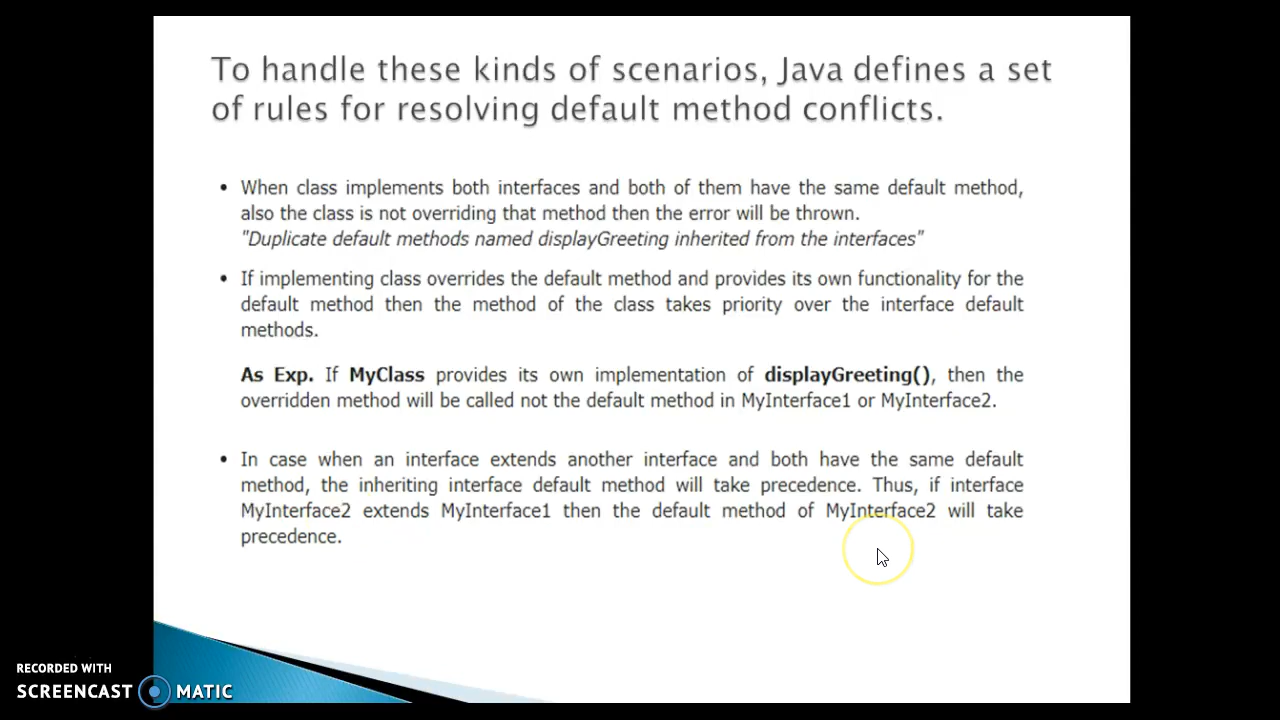 To handle these kinds of scenarios, Java defines a set
of rules for resolving default method conflicts.
• When class implements both interfaces and both of them have the same default method,
also the class is not overriding that method then the error will be thrown.
"Duplicate default methods named displayGreeting inherited from the interfaces"
• If implementing class overrides the default method and provides its own functionality for the
default method then the method of the class takes priority over the interface default
methods.
As Exp. If MyClass provides its own implementation of displayGreeting(), then the
overridden method will be called not the default method in MyInterface1 or MyInterface2.
• In case when an interface extends another interface and both have the same default
method, the inheriting interface default method will take precedence. Thus, if interface
MyInterface2 extends MyInterface1 then the default method of MyInterface2 will take
precedence.
RECORDED WITH
SCREENCAST MATIC